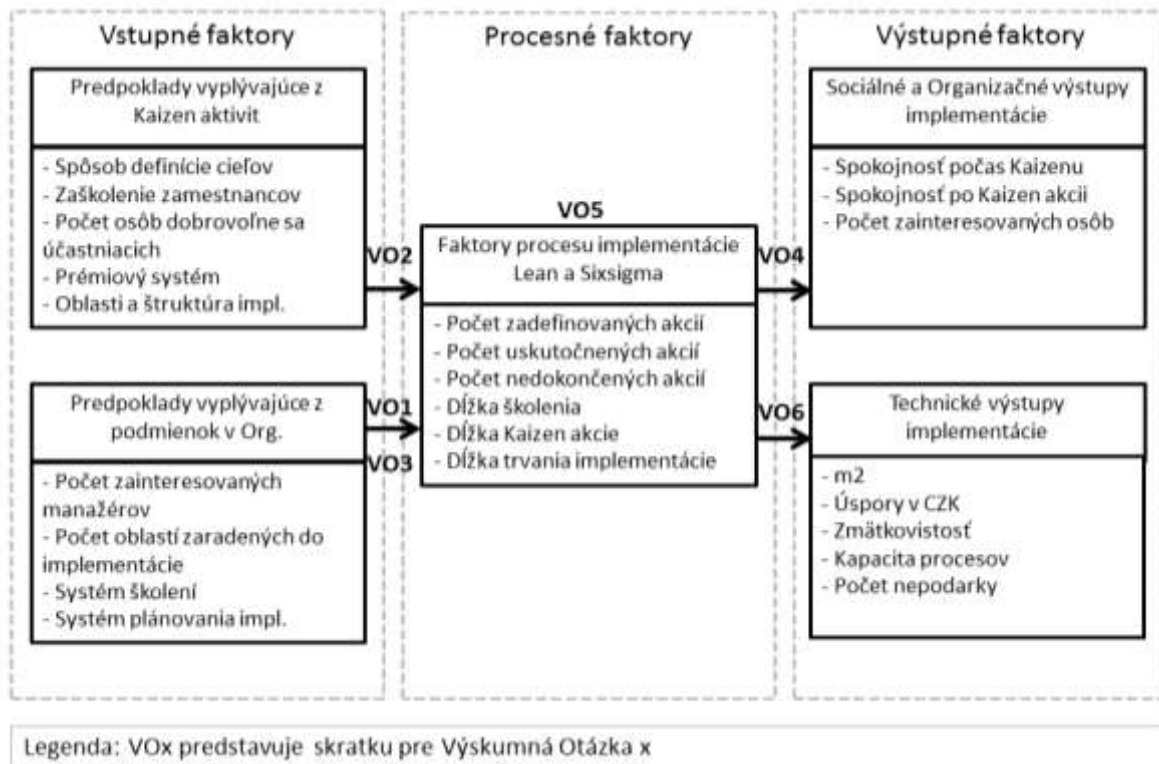 Vstupné faktory
Predpoklady vyplývajúce z
Kaizen aktivit
- Spôsob definície cieľov
- Zaškolenie zamestnancov
- Počet osôb dobrovoľne sa
účastniacich
- Prémiový systém
- Oblasti a štruktúra impl.
Predpoklady vyplývajúce z
podmienok v Org.
- Počet zainteresovaných
manažérov
- Počet oblastí zaradených do
implementácie
- Systém školení
- Systém plánovania impl.
VO2
VO1
VO3
Procesné faktory
VO5
Faktory procesu implementácie
Lean a Sixsigma
- Počet zadefinovaných akcií
- Počet uskutočnených akcií
- Počet nedokončených akcií
- Dĺžka školenia
- Dĺžka Kaizen akcie
- Dĺžka trvania implementácie
VO4
VO6
Výstupné faktory
Sociálné a Organizačné výstupy
implementácie
- Spokojnosť počas Kaizenu
- Spokojnosť po Kaizen akcii
- Počet zainteresovaných osôb
Technické výstupy
implementácie
- m2
- Úspory v CZK
- Zmätkovistosť
- Kapacita procesov
- Počet nepodarky
Legenda: VOx predstavuje skratku pre Výskumná Otázka x